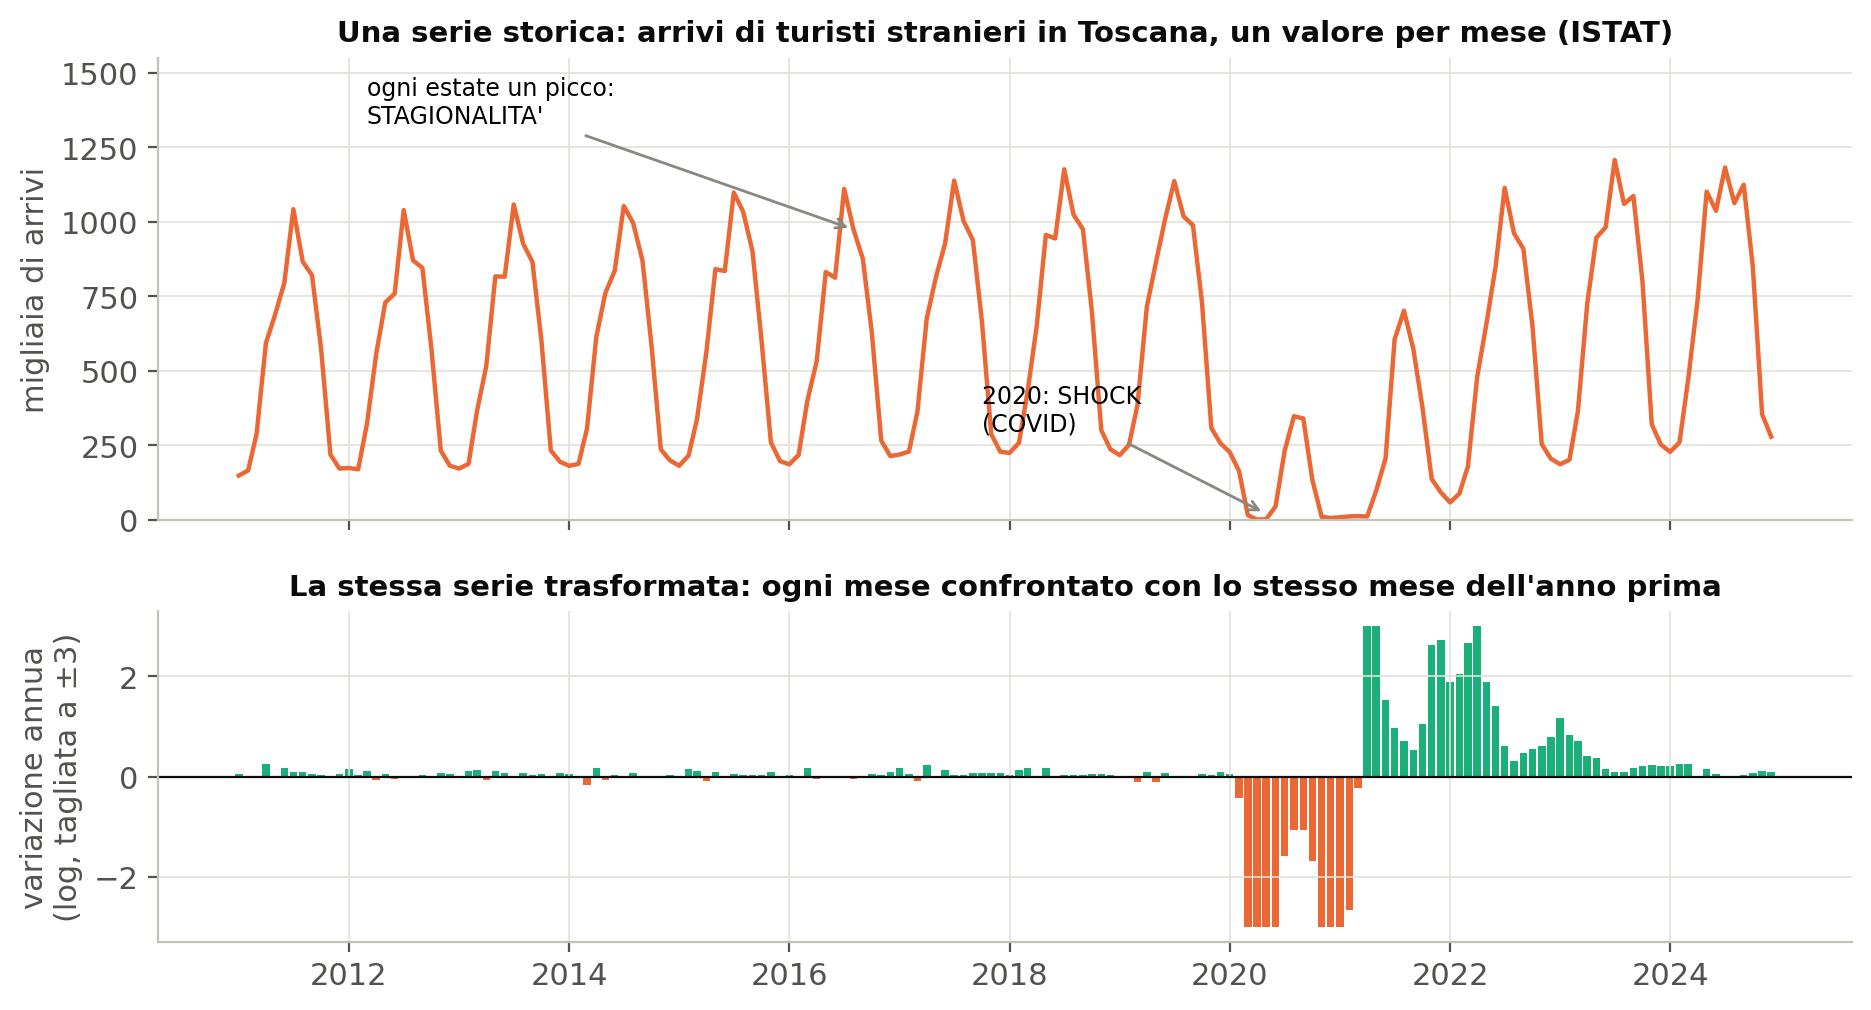 Una serie storica: arrivi di turisti stranieri in Toscana, un valore per mese (ISTAT)
migliaia di arrivi
1500
1250
1000
750
500
250
0
ogni estate un picco:
STAGIONALITA'
2020: SHOCK
(COVID)
La stessa serie trasformata: ogni mese confrontato con lo stesso mese dell'anno prima
variazione annua
(log, tagliata a ±3)
2
0
−2
2012
2014
2016
2018
2020
2022
2024